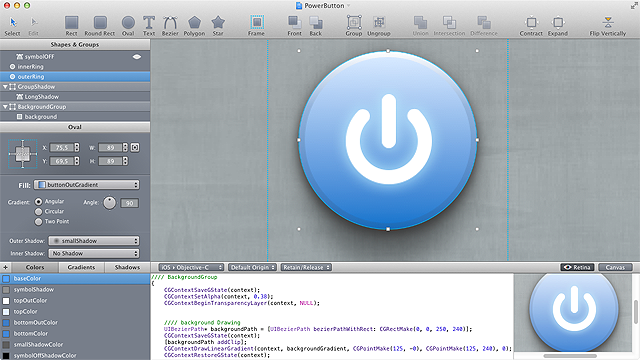 PowerButton
Select Edit Rect Round Rect Oval Text Bezier Polygon Star Frame Front Back Group Ungroup Union Intersection Difference Contract Expand Flip Vertically
Shapes & Groups
symbolOFF
innerRing
outerRing
GroupShadow
LongShadow
BackgroundGroup
background
Oval
X: 75,5 W: 89
Y: 69,5 H: 89
Fill: buttonOutGradient
Gradient: Angular Angle: 90
Circular
Two Point
Outer Shadow: smallShadow
Inner Shadow: No Shadow
+ Colors Gradients Shadows iOS + Objective-C Default Origin Retain/Release Retina Canvas
baseColor
symbolShadow
topOutColor
topColor
bottomOutColor
bottomColor
smallShadowColor
symbolOffShadowColor
//// BackgroundGroup
{
CGContextSaveGState(context);
CGContextSetAlpha(context, 0.38);
CGContextBeginTransparencyLayer(context, NULL);
//// background Drawing
UIBezierPath* backgroundPath = [UIBezierPath bezierPathWithRect: CGRectMake(0, 0, 250, 240)];
CGContextSaveGState(context);
[backgroundPath addClip];
CGContextDrawLinearGradient(context, backgroundGradient, CGPointMake(125, -0), CGPointMake(125, 240), 0);
CGContextRestoreGState(context);